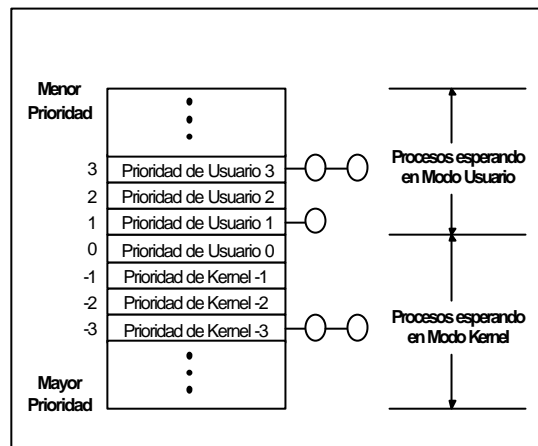 Menor
Prioridad
3 Prioridad de Usuario 3
2 Prioridad de Usuario 2
1 Prioridad de Usuario 1
0 Prioridad de Usuario 0
-1 Prioridad de Kernel -1
-2 Prioridad de Kernel -2
-3 Prioridad de Kernel -3
Mayor
Prioridad
Procesos esperando
en Modo Usuario
Procesos esperando
en Modo Kernel